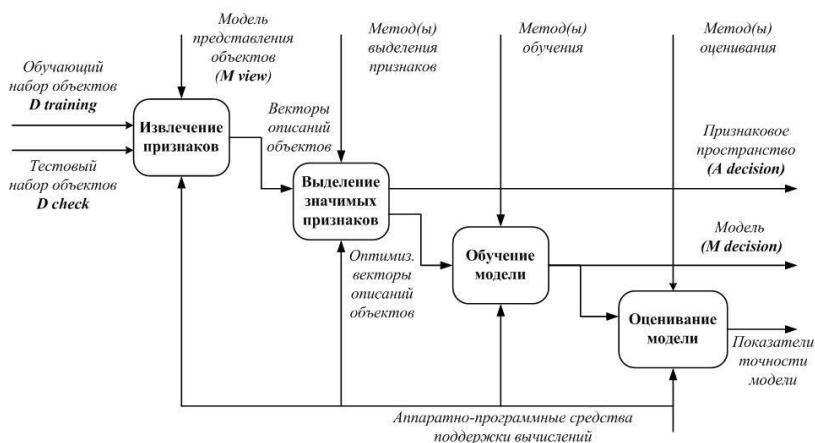 Модель
представления
объектов
(M view)
Метод(ы)
выделения
признаков
Метод(ы)
обучения
Метод(ы)
оценивания
Обучающий
набор объектов
D training
Тестовый
набор объектов
D check
Извлечение
признаков
Векторы
описаний
объектов
Выделение
значимых
признаков
Признаковое
пространство
(A decision)
Оптимиз.
векторы
описаний
объектов
Обучение
модели
Модель
(M decision)
Оценивание
модели
Показатели
точности
модели
Аппаратно-программные средства
поддержки вычислений